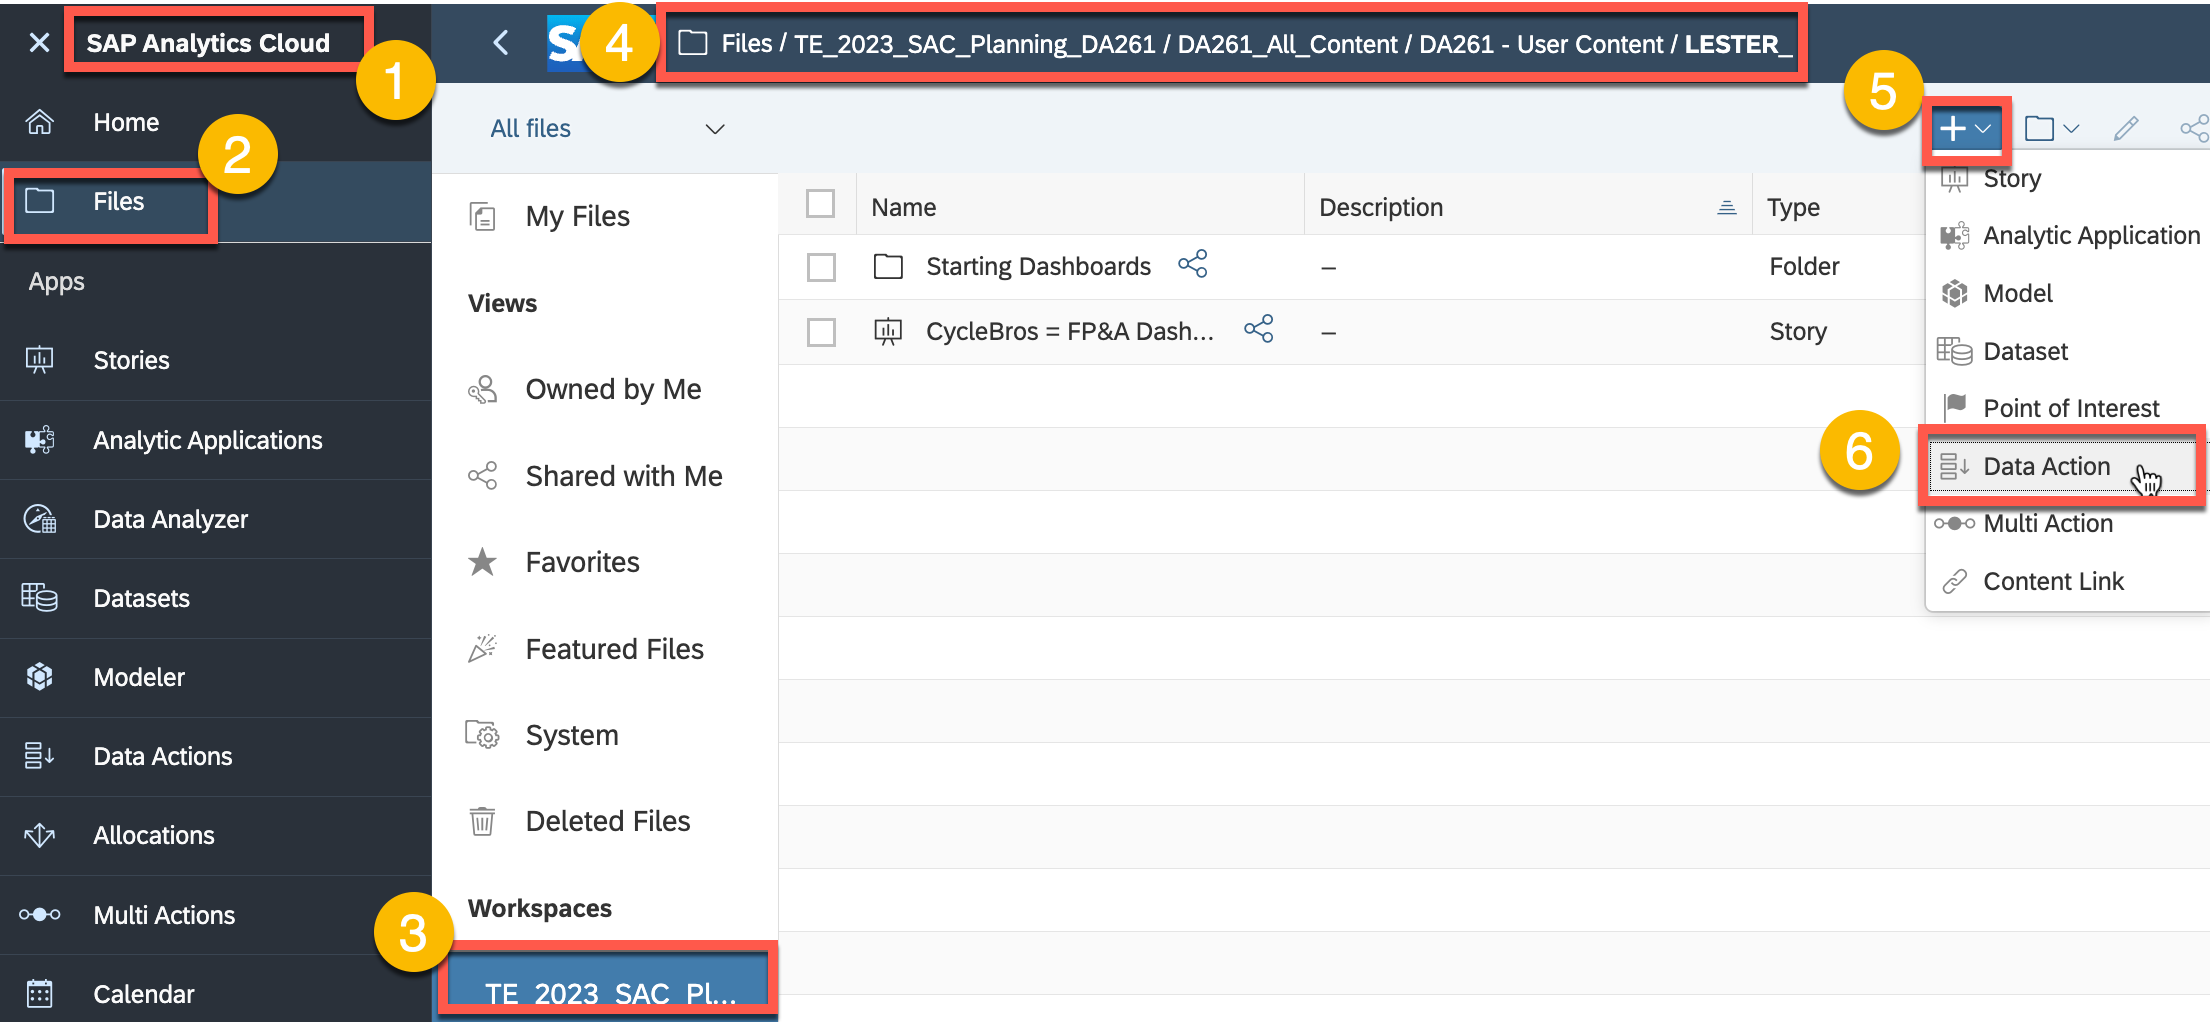 SAP Analytics Cloud
1
Home
2
Files
Apps
Stories
Analytic Applications
Data Analyzer
Datasets
Modeler
Data Actions
Allocations
Multi Actions
Calendar
4
Files / TE_2023_SAC_Planning_DA261 / DA261_All_Content / DA261 - User Content / LESTER_
All files
My Files
Views
Owned by Me
Shared with Me
Favorites
Featured Files
System
Deleted Files
Workspaces
3
TE_2023_SAC_Pl...
Name Description Type
Starting Dashboards – Folder
CycleBros = FP&A Dash... – Story
5
Story
Analytic Application
Model
Dataset
Point of Interest
6
Data Action
Multi Action
Content Link